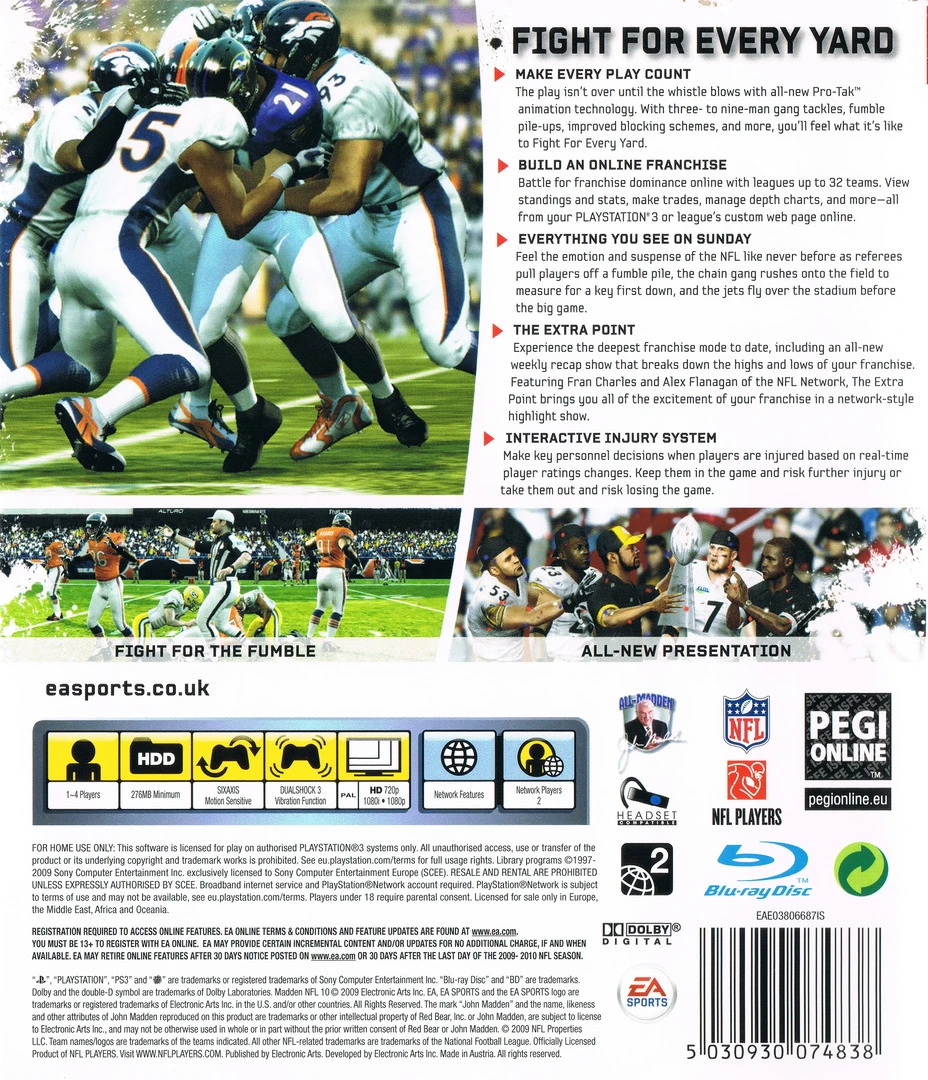 FIGHT FOR EVERY YARD
MAKE EVERY PLAY COUNT
The play isn't over until the whistle blows with all-new Pro-Tak™
animation technology. With three- to nine-man gang tackles, fumble
pile-ups, improved blocking schemes, and more, you'll feel what it's like
to Fight For Every Yard.
BUILD AN ONLINE FRANCHISE
Battle for franchise dominance online with leagues up to 32 teams. View
standings and stats, make trades, manage depth charts, and more—all
from your PLAYSTATION®3 or league's custom web page online.
EVERYTHING YOU SEE ON SUNDAY
Feel the emotion and suspense of the NFL like never before as referees
pull players off a fumble pile, the chain gang rushes onto the field to
measure for a key first down, and the jets fly over the stadium before
the big game.
THE EXTRA POINT
Experience the deepest franchise mode to date, including an all-new
weekly recap show that breaks down the highs and lows of your franchise.
Featuring Fran Charles and Alex Flanagan of the NFL Network, The Extra
Point brings you all of the excitement of your franchise in a network-style
highlight show.
INTERACTIVE INJURY SYSTEM
Make key personnel decisions when players are injured based on real-time
player ratings changes. Keep them in the game and risk further injury or
take them out and risk losing the game.
5
21
93
53
7
FIGHT FOR THE FUMBLE
ALL-NEW PRESENTATION
easports.co.uk
HDD
1-4 Players
276MB Minimum
SIXAXIS
Motion Sensitive
DUALSHOCK 3
Vibration Function
PAL
HD 720p
1080i • 1080p
Network Features
Network Players
2
ALL-MADDEN
NFL
PEGI
ONLINE
TM
pegionline.eu
HEADSET
COMPATIBLE
NFL PLAYERS
2
Blu-ray Disc
TM
EAE03806687IS
DOLBY®
DIGITAL
EA
SPORTS
5 030930 074838
FOR HOME USE ONLY: This software is licensed for play on authorised PLAYSTATION®3 systems only. All unauthorised access, use or transfer of the
product or its underlying copyright and trademark works is prohibited. See eu.playstation.com/terms for full usage rights. Library programs ©1997-
2009 Sony Computer Entertainment Inc. exclusively licensed to Sony Computer Entertainment Europe (SCEE). RESALE AND RENTAL ARE PROHIBITED
UNLESS EXPRESSLY AUTHORISED BY SCEE. Broadband internet service and PlayStation®Network account required. PlayStation®Network is subject
to terms of use and may not be available, see eu.playstation.com/terms. Players under 18 require parental consent. Licensed for sale only in Europe,
the Middle East, Africa and Oceania.
REGISTRATION REQUIRED TO ACCESS ONLINE FEATURES. EA ONLINE TERMS & CONDITIONS AND FEATURE UPDATES ARE FOUND AT www.ea.com.
YOU MUST BE 13+ TO REGISTER WITH EA ONLINE. EA MAY PROVIDE CERTAIN INCREMENTAL CONTENT AND/OR UPDATES FOR NO ADDITIONAL CHARGE, IF AND WHEN
AVAILABLE. EA MAY RETIRE ONLINE FEATURES AFTER 30 DAYS NOTICE POSTED ON www.ea.com OR 30 DAYS AFTER THE LAST DAY OF THE 2009- 2010 NFL SEASON.
"PLAYSTATION", "PS3" and " " are trademarks or registered trademarks of Sony Computer Entertainment Inc. "Blu-ray Disc" and "BD" are trademarks.
Dolby and the double-D symbol are trademarks of Dolby Laboratories. Madden NFL 10 © 2009 Electronic Arts Inc. EA, EA SPORTS and the EA SPORTS logo are
trademarks or registered trademarks of Electronic Arts Inc. in the U.S. and/or other countries. All Rights Reserved. The mark "John Madden" and the name, likeness
and other attributes of John Madden reproduced on this product are trademarks or other intellectual property of Red Bear, Inc. or John Madden, are subject to license
to Electronic Arts Inc., and may not be otherwise used in whole or in part without the prior written consent of Red Bear or John Madden. © 2009 NFL Properties
LLC. Team names/logos are trademarks of the teams indicated. All other NFL-related trademarks are trademarks of the National Football League. Officially Licensed
Product of NFL PLAYERS. Visit WWW.NFLPLAYERS.COM. Published by Electronic Arts. Developed by Electronic Arts Inc. Made in Austria. All rights reserved.